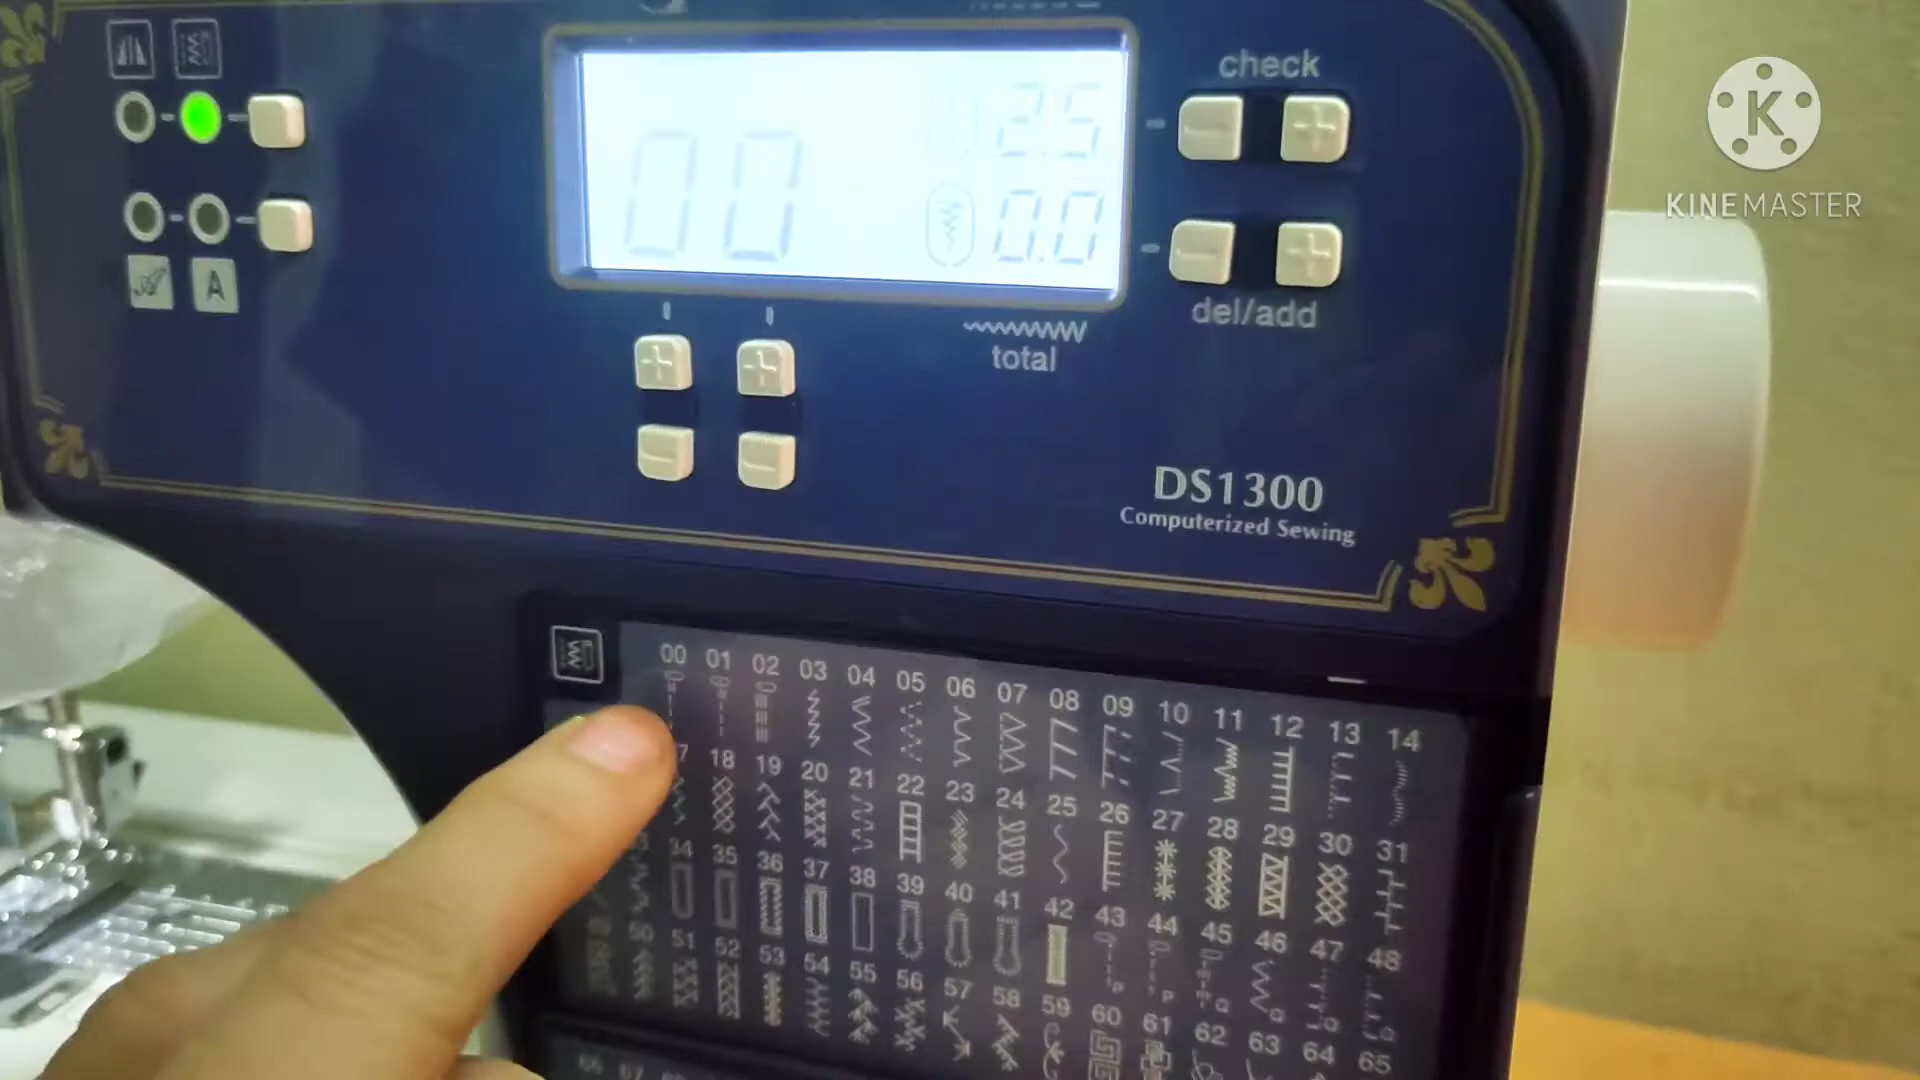 check
2.5
00
0.0
A
del/add
total
DS1300
Computerized Sewing
KINEMASTER
00 01 02 03 04 05 06 07 08 09 10 11 12 13 14
18 19 20 21 22 23 24 25 26 27 28 29 30 31
34 35 36 37 38 39 40 41 42 43 44 45 46 47 48
50 51 52 53 54 55 56 57 58 59 60 61 62 63 64 65